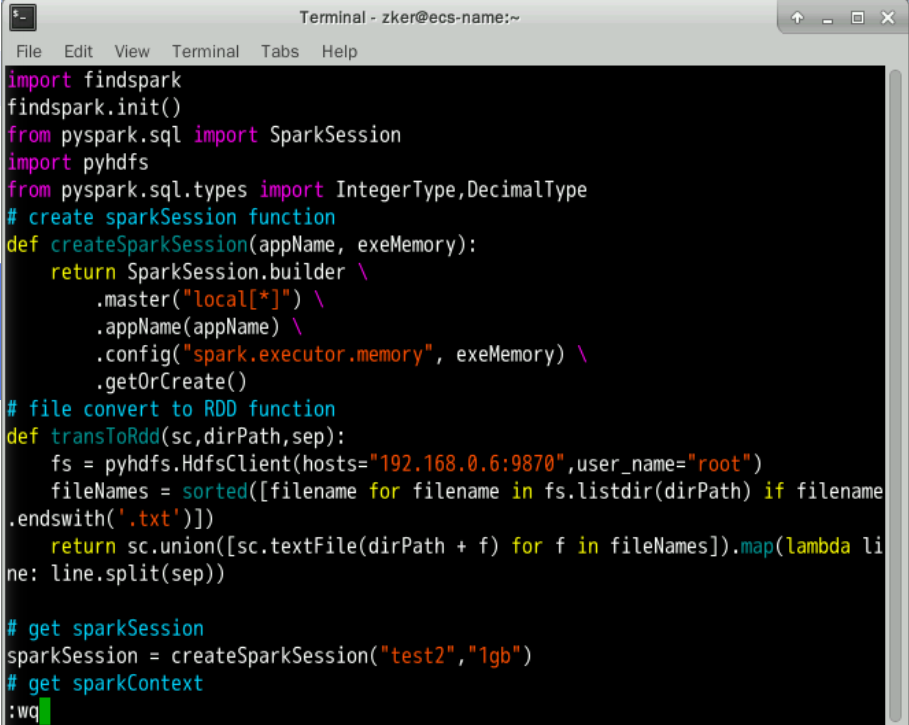 Terminal - zker@ecs-name:~
File Edit View Terminal Tabs Help
import findspark
findspark.init()
from pyspark.sql import SparkSession
import pyhdfs
from pyspark.sql.types import IntegerType,DecimalType
# create sparkSession function
def createSparkSession(appName, exeMemory):
    return SparkSession.builder \
        .master("local[*]") \
        .appName(appName) \
        .config("spark.executor.memory", exeMemory) \
        .getOrCreate()
# file convert to RDD function
def transToRdd(sc,dirPath,sep):
    fs = pyhdfs.HdfsClient(hosts="192.168.0.6:9870",user_name="root")
    fileNames = sorted([filename for filename in fs.listdir(dirPath) if filename
.endswith('.txt')])
    return sc.union([sc.textFile(dirPath + f) for f in fileNames]).map(lambda li
ne: line.split(sep))

# get sparkSession
sparkSession = createSparkSession("test2","1gb")
# get sparkContext
:wq